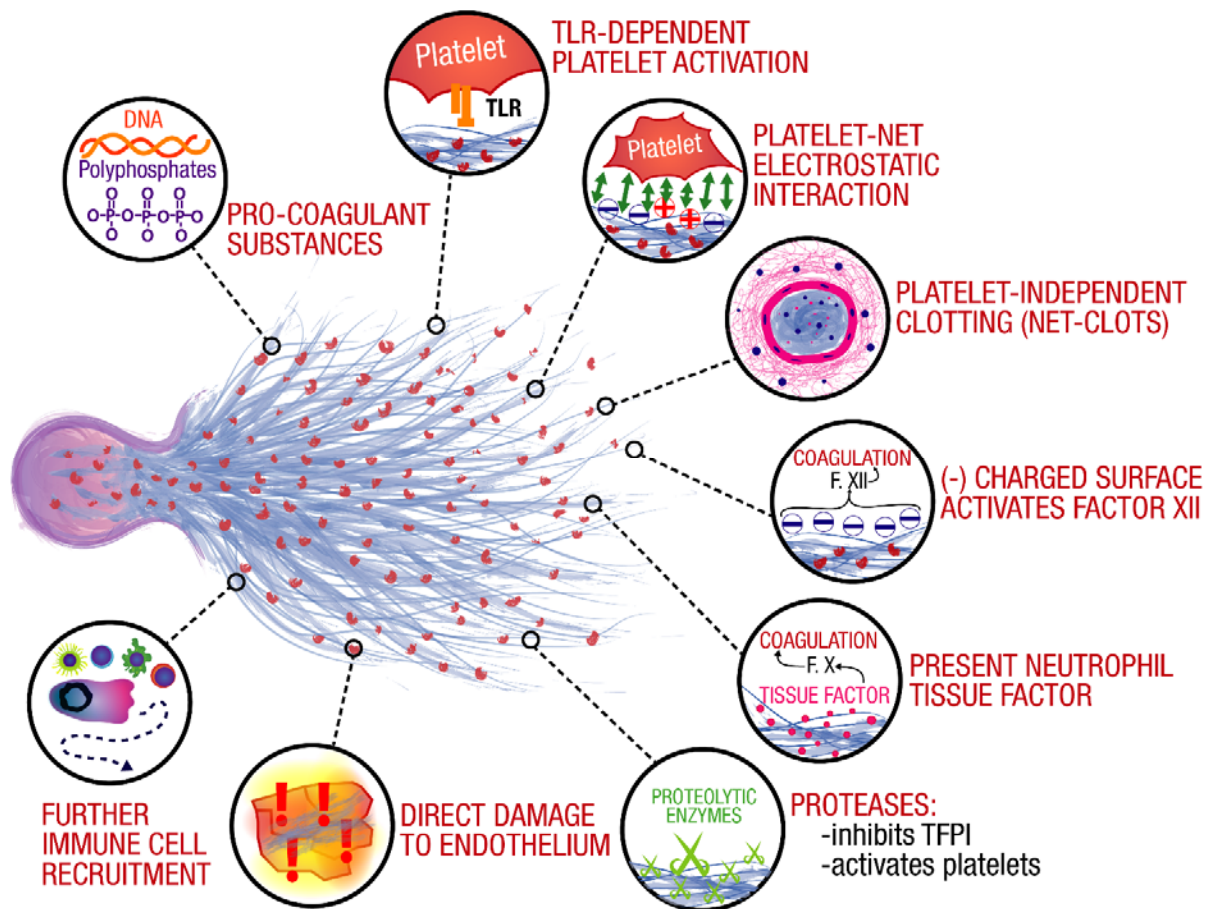 TLR-DEPENDENT
PLATELET ACTIVATION
Platelet
TLR
DNA
Polyphosphates
O O O
O-P-O-P-O-P-O
O O O
PRO-COAGULANT
SUBSTANCES
Platelet
PLATELET-NET
ELECTROSTATIC
INTERACTION
PLATELET-INDEPENDENT
CLOTTING (NET-CLOTS)
COAGULATION
F. XII
(-) CHARGED SURFACE
ACTIVATES FACTOR XII
COAGULATION
F. X
TISSUE FACTOR
PRESENT NEUTROPHIL
TISSUE FACTOR
PROTEOLYTIC
ENZYMES
PROTEASES:
-inhibits TFPI
-activates platelets
DIRECT DAMAGE
TO ENDOTHELIUM
FURTHER
IMMUNE CELL
RECRUITMENT